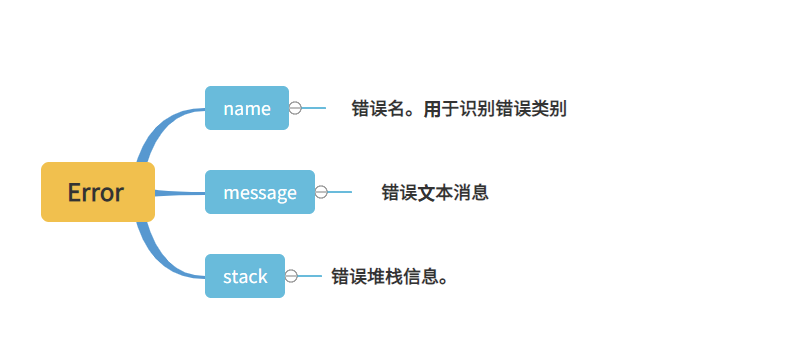 name
错误名。用于识别错误类别
Error
message
错误文本消息
stack
错误堆栈信息。